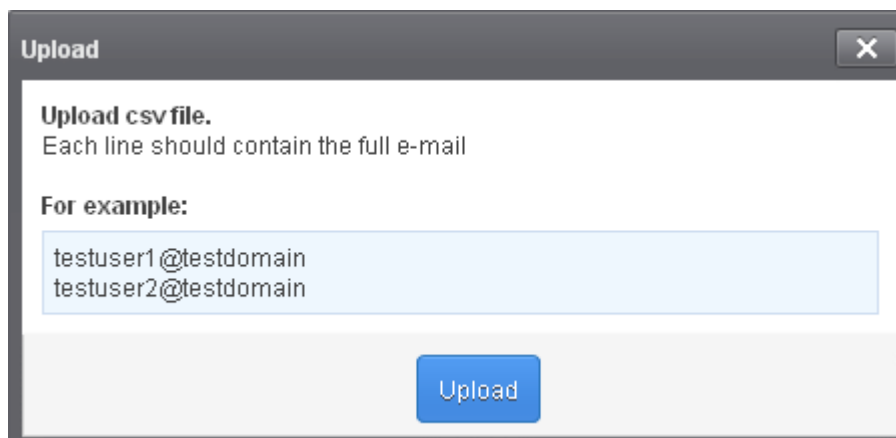 Upload
Upload csv file.
Each line should contain the full e-mail
For example:
testuser1@testdomain
testuser2@testdomain
Upload